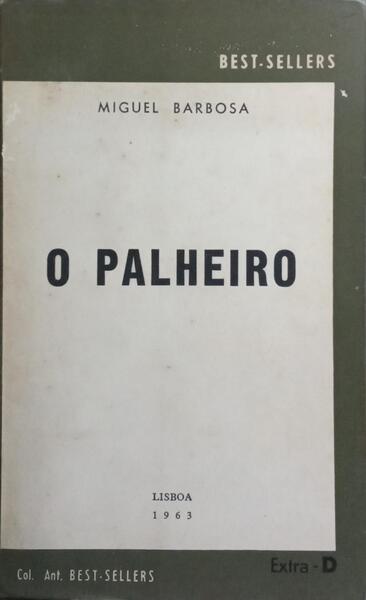 BEST-SELLERS
MIGUEL BARBOSA
O PALHEIRO
LISBOA
1963
Extra-D
Col. Ant. BEST-SELLERS